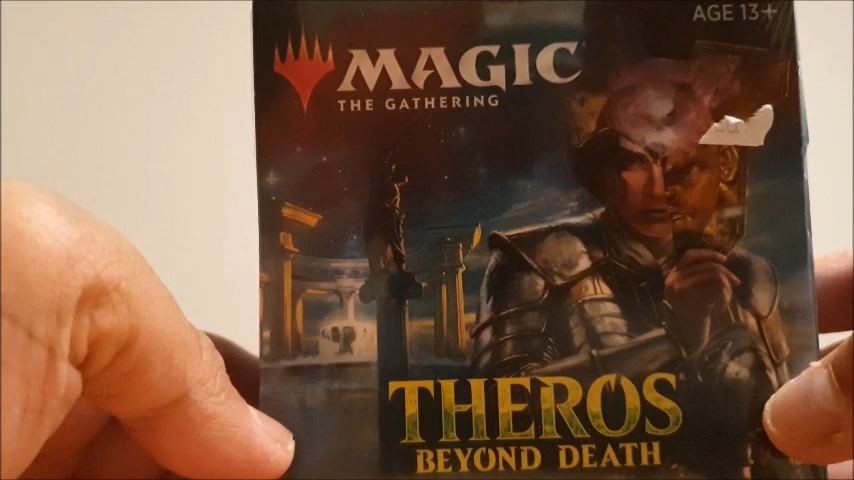 AGE 13+
MAGIC
THE GATHERING
THEROS
BEYOND DEATH